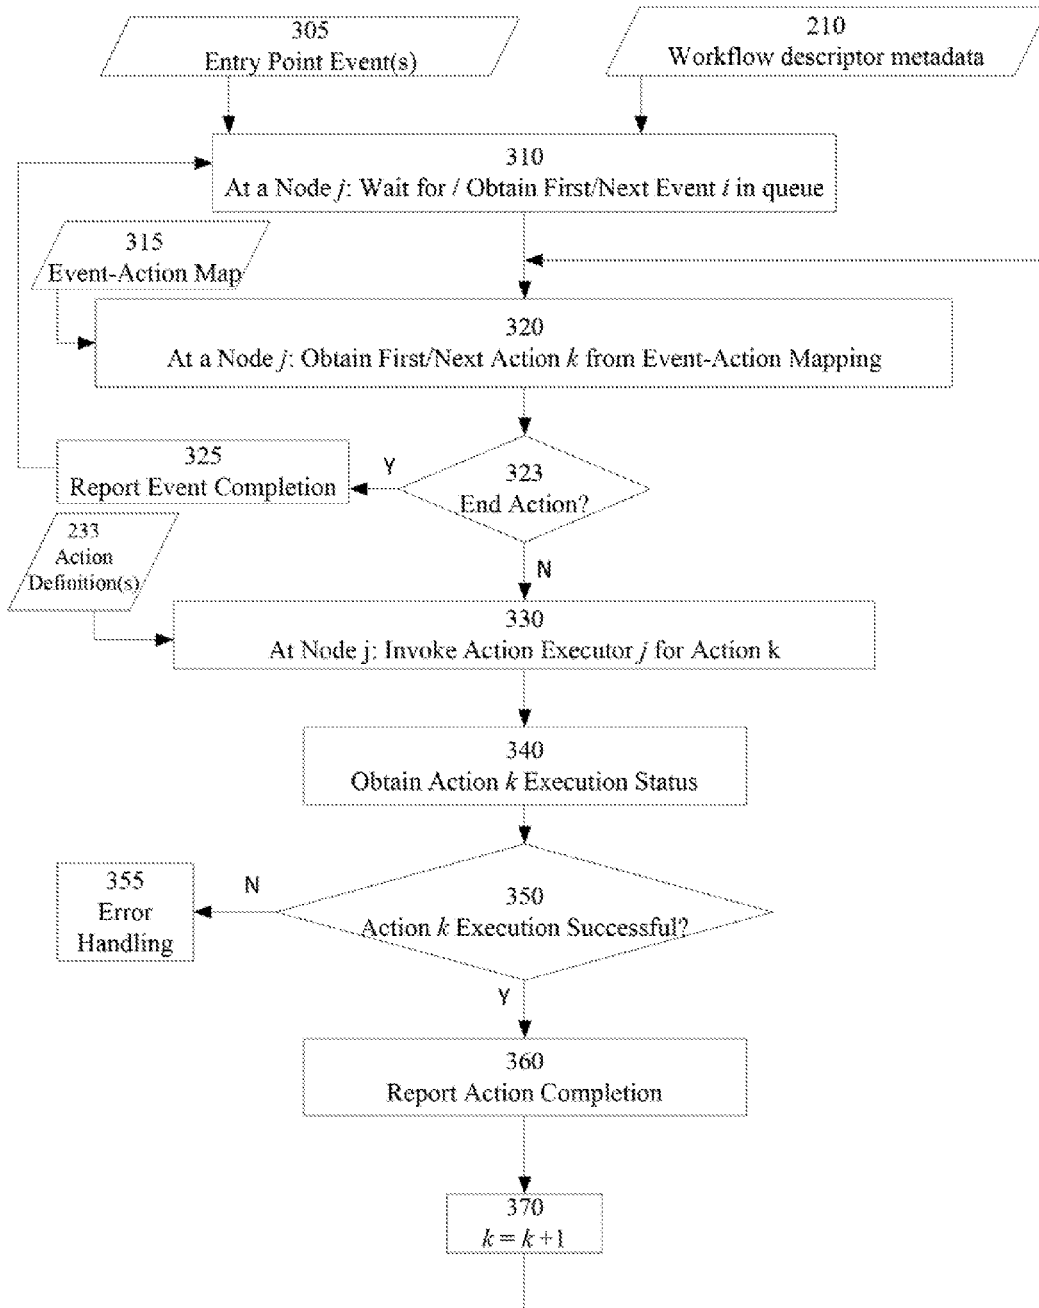 305
Entry Point Event(s)
210
Workflow descriptor metadata
310
At a Node j: Wait for / Obtain First/Next Event i in queue
315
Event-Action Map
320
At a Node j: Obtain First/Next Action k from Event-Action Mapping
325
Report Event Completion
Y
323
End Action?
233
Action
Definition(s)
N
330
At Node j: Invoke Action Executor j for Action k
340
Obtain Action k Execution Status
355
Error
Handling
N
350
Action k Execution Successful?
Y
360
Report Action Completion
370
k = k+1